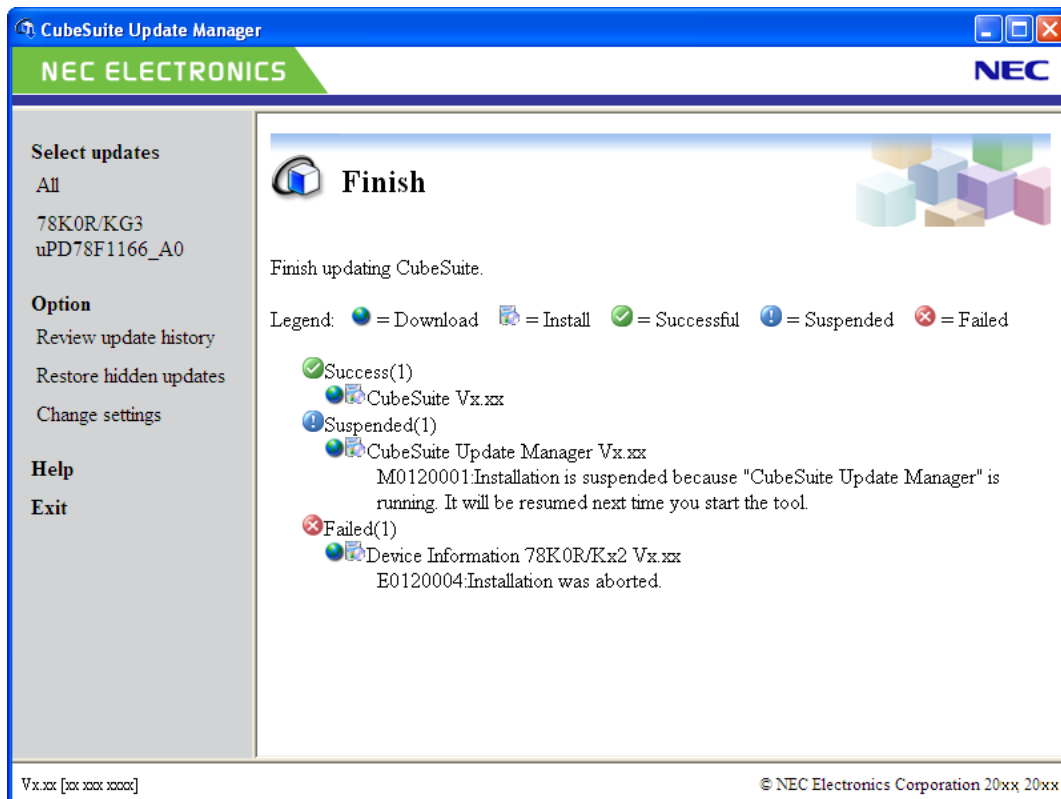 CubeSuite Update Manager
NEC ELECTRONICS
NEC
Select updates
All
78K0R/KG3
uPD78F1166_A0
Option
Review update history
Restore hidden updates
Change settings
Help
Exit
Finish
Finish updating CubeSuite.
Legend: = Download = Install = Successful = Suspended = Failed
Success(1)
CubeSuite Vx.xx
Suspended(1)
CubeSuite Update Manager Vx.xx
M0120001:Installation is suspended because "CubeSuite Update Manager" is
running. It will be resumed next time you start the tool.
Failed(1)
Device Information 78K0R/Kx2 Vx.xx
E0120004:Installation was aborted.
Vx.xx [xx xxx xxxx]
© NEC Electronics Corporation 20xx, 20xx